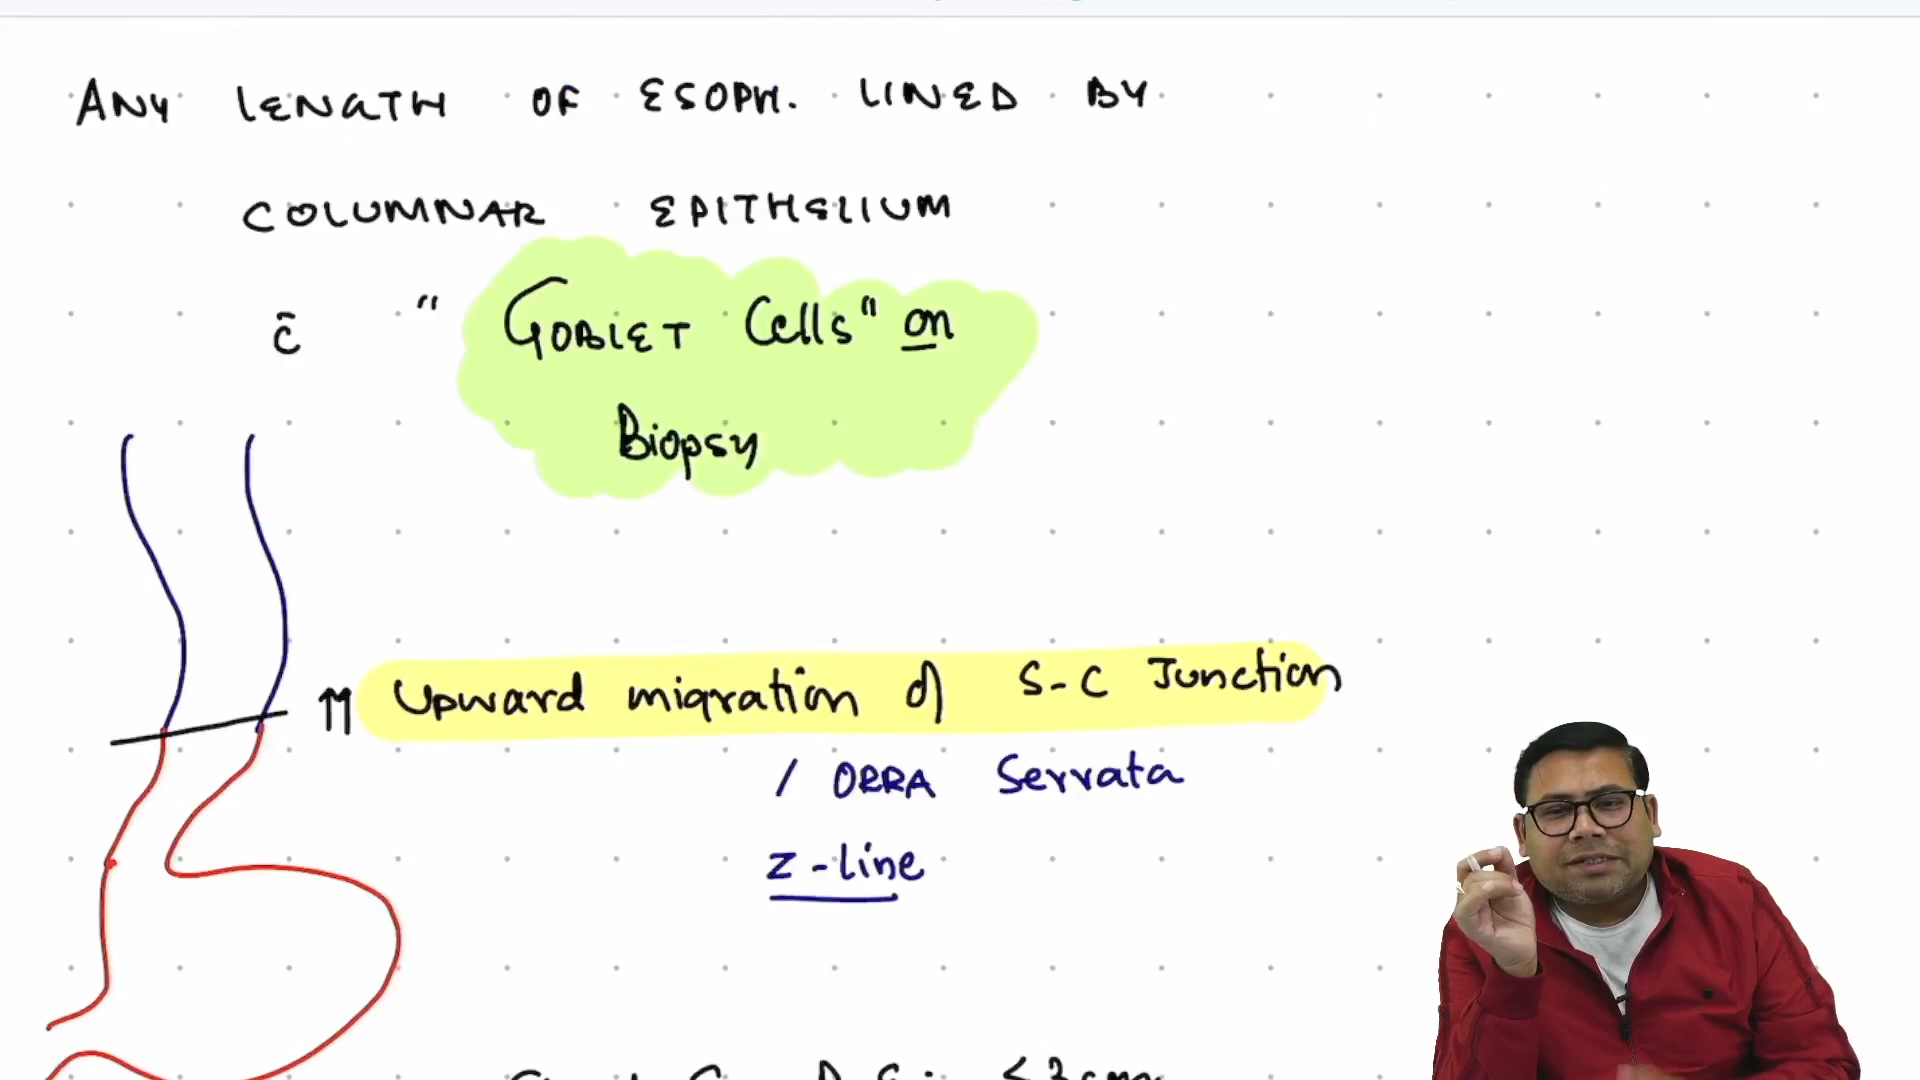 ANY LENGTH OF ESOPH. LINED BY
COLUMNAR EPITHELIUM
c̄ " GOBLET Cells" on
Biopsy
↑↑ Upward migration of S-C Junction
/ ORRA Serrata
Z-line